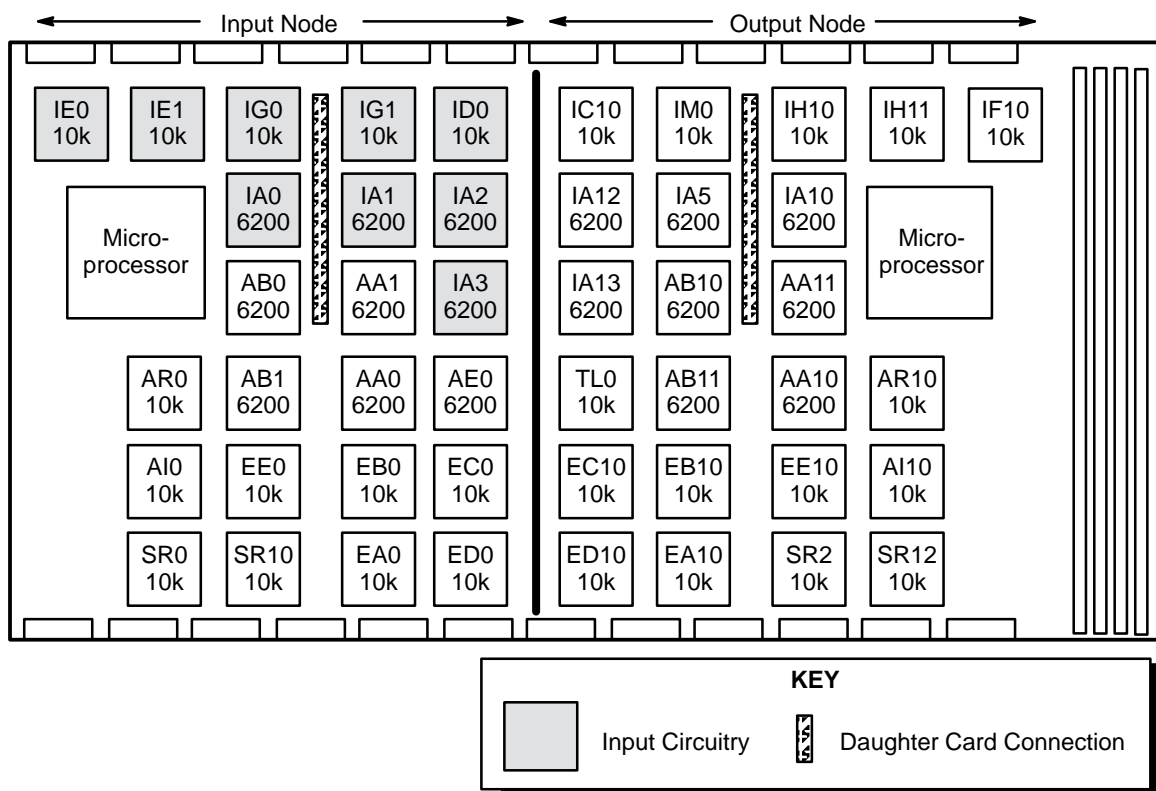 Input Node
Output Node
IE0
10k
IE1
10k
IG0
10k
IG1
10k
ID0
10k
IC10
10k
IM0
10k
IH10
10k
IH11
10k
IF10
10k
Micro-
processor
IA0
6200
IA1
6200
IA2
6200
IA12
6200
IA5
6200
IA10
6200
Micro-
processor
AB0
6200
AA1
6200
IA3
6200
IA13
6200
AB10
6200
AA11
6200
AR0
10k
AB1
6200
AA0
6200
AE0
6200
TL0
10k
AB11
6200
AA10
6200
AR10
10k
AI0
10k
EE0
10k
EB0
10k
EC0
10k
EC10
10k
EB10
10k
EE10
10k
AI10
10k
SR0
10k
SR10
10k
EA0
10k
ED0
10k
ED10
10k
EA10
10k
SR2
10k
SR12
10k
KEY
Input Circuitry
Daughter Card Connection